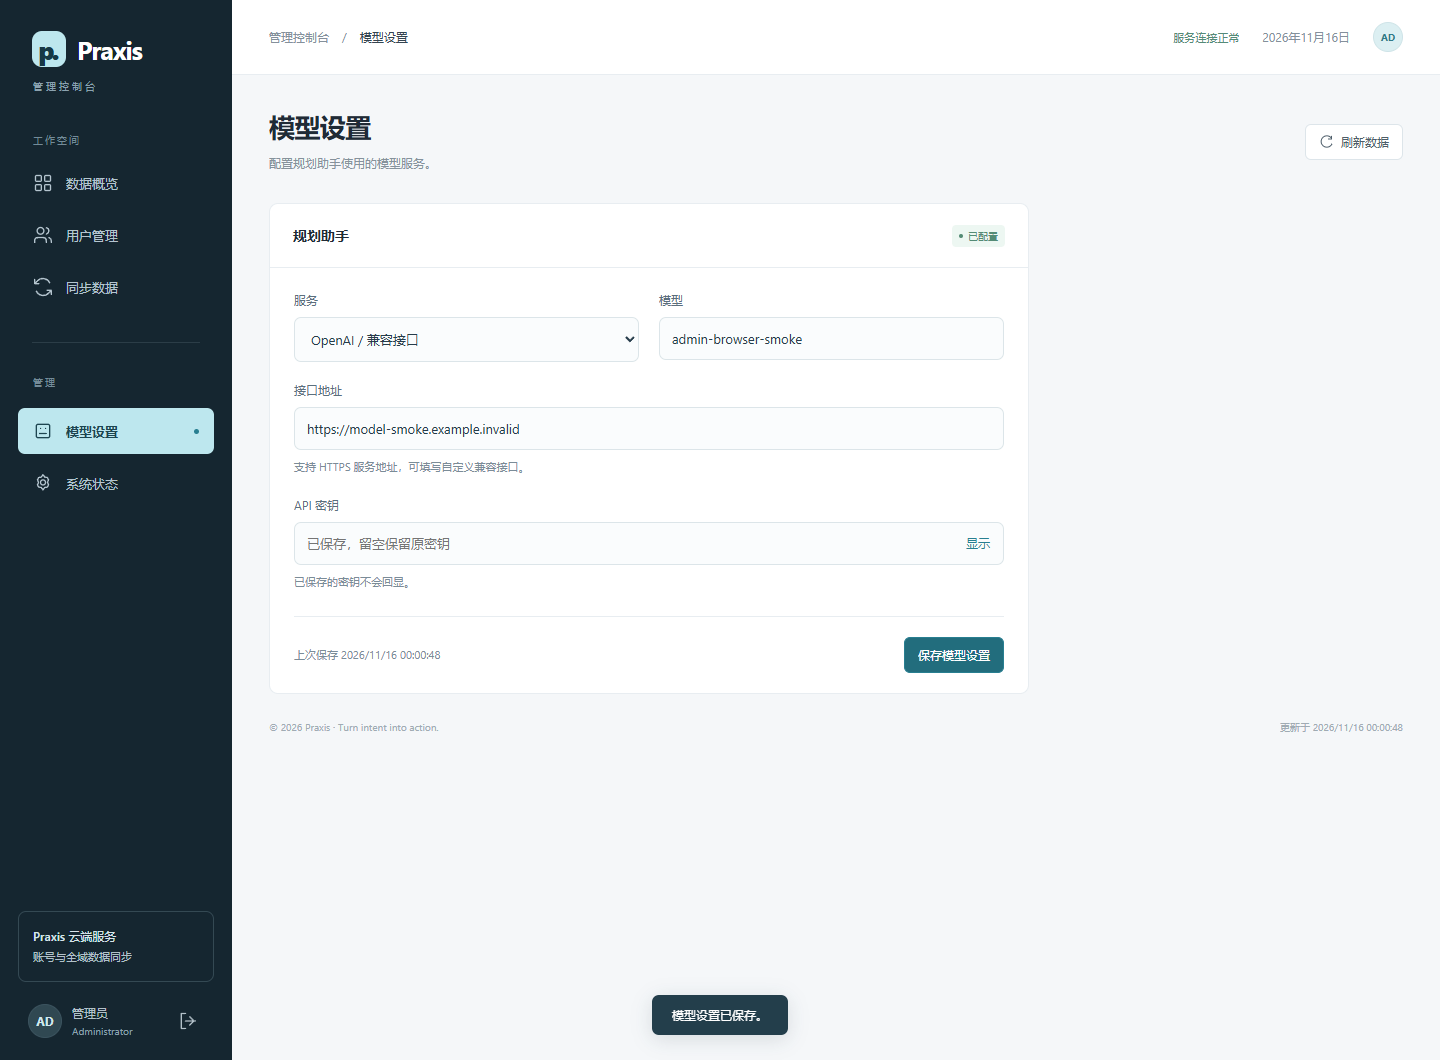 p. Praxis
管理控制台
工作空间
数据概览
用户管理
同步数据
管理
模型设置
系统状态
Praxis 云端服务
账号与全域数据同步
AD
管理员
Administrator
管理控制台 / 模型设置
服务连接正常
2026年11月16日
AD
模型设置
配置规划助手使用的模型服务。
刷新数据
规划助手
已配置
服务
OpenAI / 兼容接口
模型
admin-browser-smoke
接口地址
https://model-smoke.example.invalid
支持 HTTPS 服务地址，可填写自定义兼容接口。
API 密钥
已保存，留空保留原密钥
显示
已保存的密钥不会回显。
上次保存 2026/11/16 00:00:48
保存模型设置
© 2026 Praxis · Turn intent into action.
更新于 2026/11/16 00:00:48
模型设置已保存。